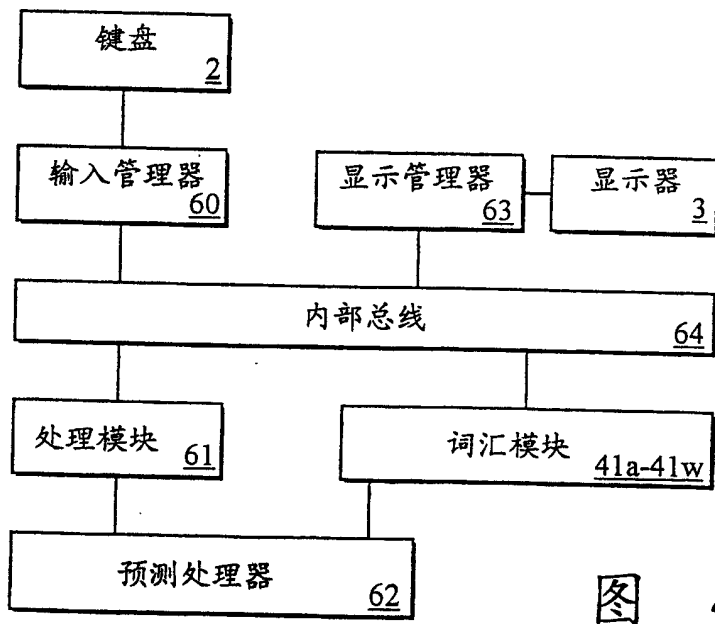 键盘
2
输入管理器
60
显示管理器
63
显示器
3
内部总线
64
处理模块
61
词汇模块
41a-41w
预测处理器
62
图